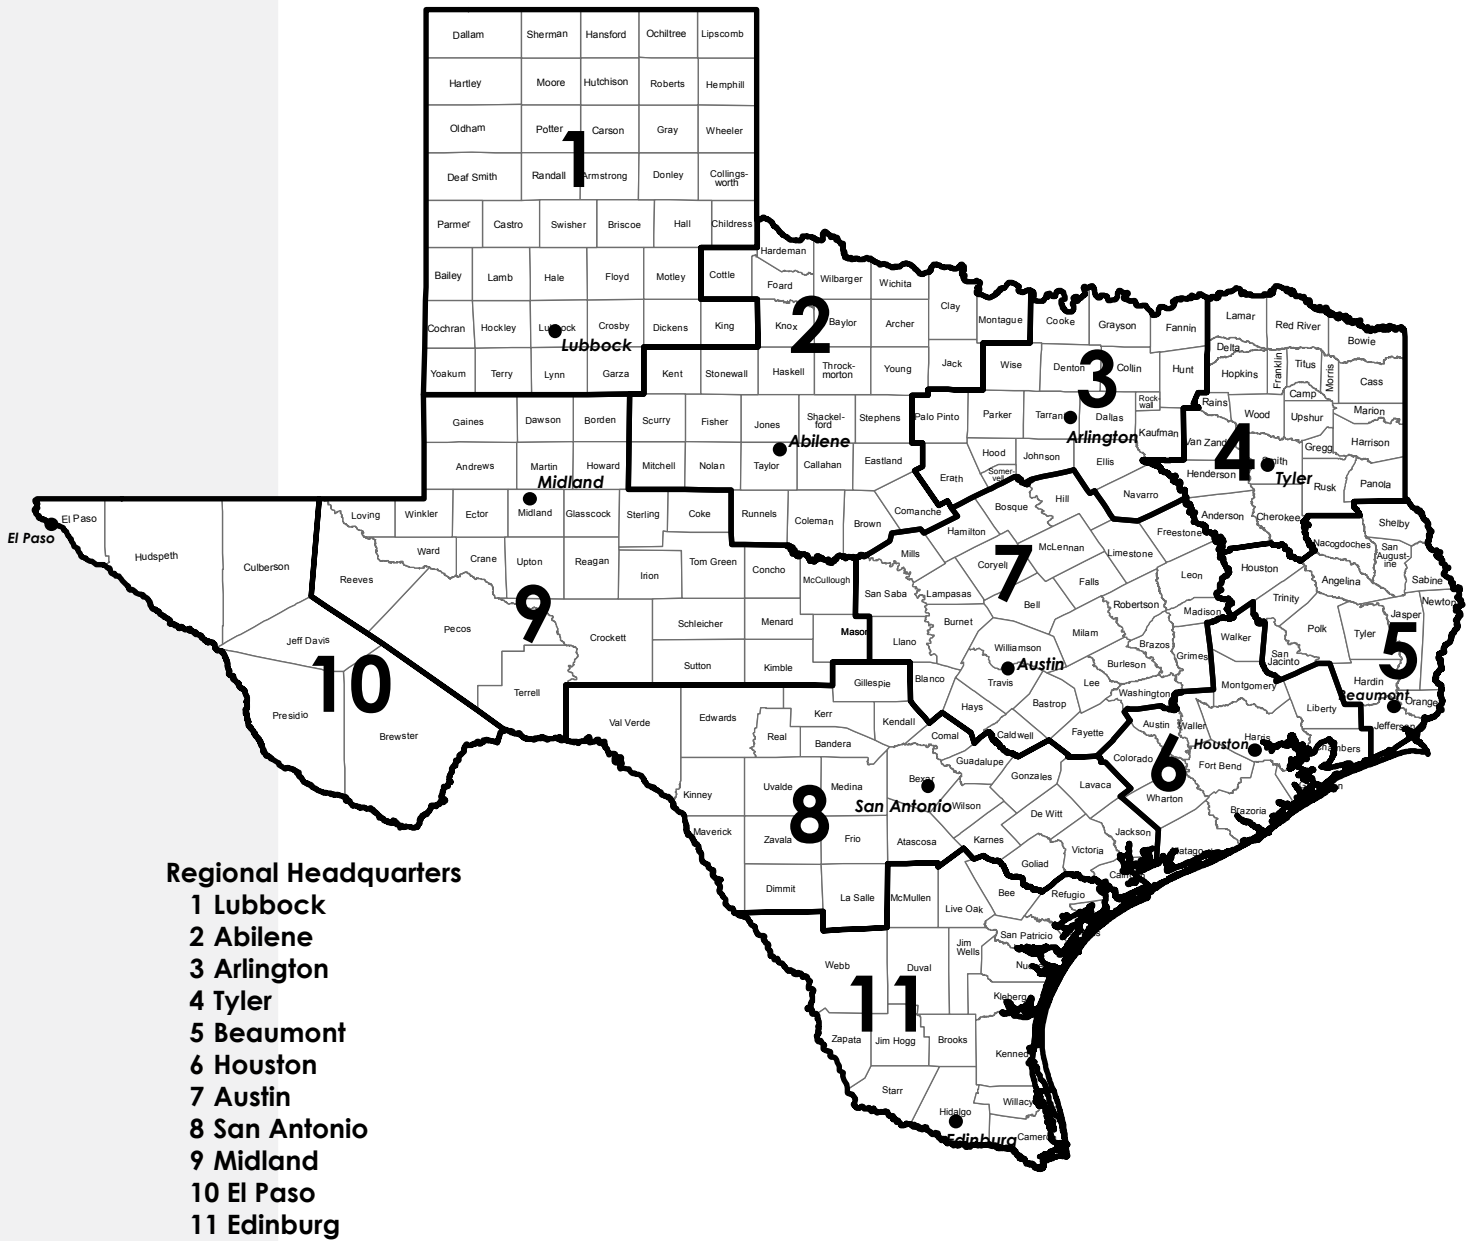 Dallam Sherman Hansford Ochiltree Lipscomb
Hartley Moore Hutchison Roberts Hemphill
Oldham Potter Carson Gray Wheeler
1
Deaf Smith Randall Armstrong Donley Collings-
worth
Parmer Castro Swisher Briscoe Hall Childress
Hardeman
Bailey Lamb Hale Floyd Motley Cottle
Foard Wilbarger Wichita
Clay
Cochran Hockley Crosby Dickens King
Lubbock
Knox Baylor Archer Montague
2
Cooke Grayson Fannin Lamar Red River Bowie
Delta
Yoakum Terry Lynn Garza Kent Stonewall Haskell
Throck-
morton
Young Jack Wise Denton Collin Hunt
3
Hopkins Franklin Titus Morris Cass
Camp
Gaines Dawson Borden Scurry Fisher Jones
Shackel-
ford
Stephens Palo Pinto Parker Dallas
Rock-
wall
Kaufman Rains Wood Upshur Marion
Abilene
Arlington
Andrews Martin Howard Mitchell Nolan Taylor Callahan Eastland
Erath Hood
Somer-
vell
Johnson Ellis
Henderson
4
Gregg Harrison
Tyler
Rusk Panola
Midland
El Paso
El Paso
Hudspeth Culberson
Loving Winkler Ector Midland Glasscock Sterling Coke Runnels Coleman Brown Comanche
Hamilton Bosque Hill Navarro
Anderson Cherokee
Freestone
Shelby
Nacogdoches
San
August-
ine
Sabine
Ward Crane Upton Reagan Irion Tom Green Concho McCullough
Reeves
Mills
Coryell McLennan Limestone
7
Falls Leon Houston Angelina
Trinity
Newton
Jasper
San Saba Lampasas Bell Robertson Madison
9
Pecos Crockett Schleicher Menard Mason
Llano Burnet Williamson Milam Brazos Grimes Walker
Polk Tyler
5
San
Jacinto
Jeff Davis
10
Presidio Brewster
Terrell
Sutton Kimble
Gillespie Blanco
Austin
Travis Lee Burleson Washington Montgomery
Hardin
Beaumont
Orange
Liberty
Jefferson
Val Verde Edwards Kerr Kendall
Real Bandera
Comal Hays Caldwell Bastrop Fayette
Austin Waller
Houston
Harris
Colorado
6
Fort Bend
Guadalupe Gonzales Lavaca
Kinney Uvalde Medina Bexar
San Antonio
Wilson De Witt Wharton Brazoria
Maverick Zavala
8
Frio Atascosa Karnes Victoria Jackson
Goliad
Dimmit La Salle McMullen Live Oak Bee Refugio
San Patricio
Webb Duval
Jim
Wells
11
Kleberg
Zapata Jim Hogg Brooks
Starr Hidalgo Willacy
Edinburg
Regional Headquarters
1 Lubbock
2 Abilene
3 Arlington
4 Tyler
5 Beaumont
6 Houston
7 Austin
8 San Antonio
9 Midland
10 El Paso
11 Edinburg